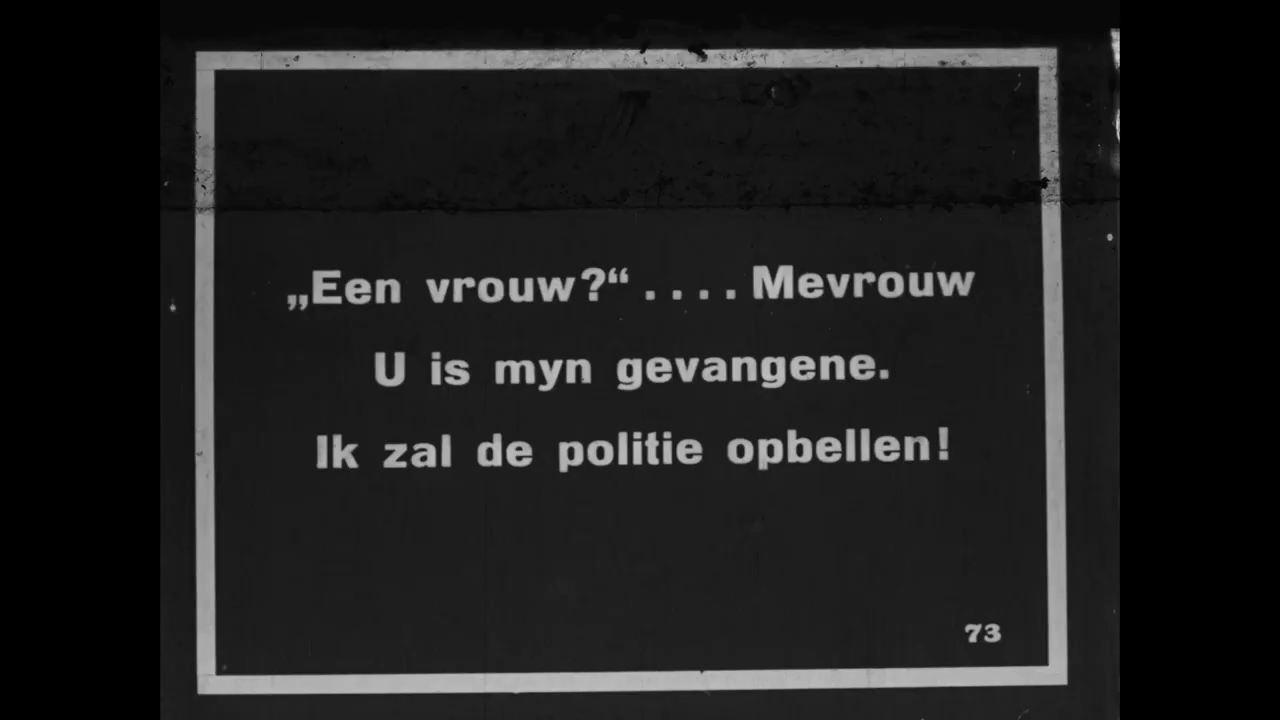 „Een vrouw?“ .... Mevrouw
U is myn gevangene.
Ik zal de politie opbellen!
73